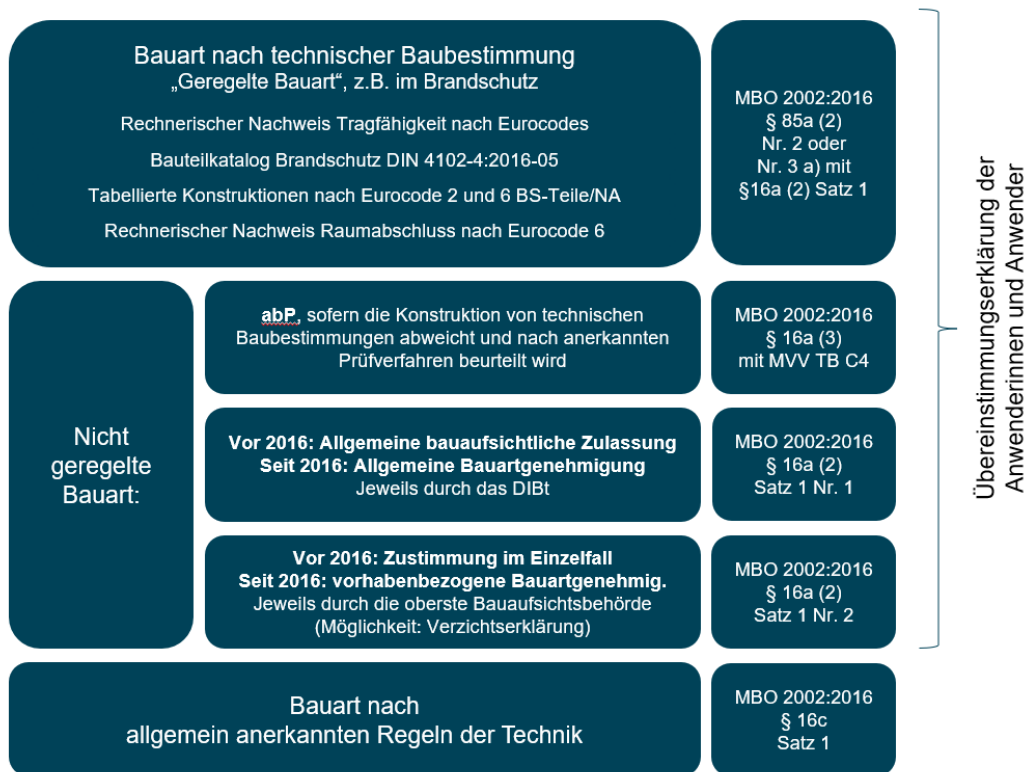 Bauart nach technischer Baubestimmung
„Geregelte Bauart“, z.B. im Brandschutz
Rechnerischer Nachweis Tragfähigkeit nach Eurocodes
Bauteilkatalog Brandschutz DIN 4102-4:2016-05
Tabellierte Konstruktionen nach Eurocode 2 und 6 BS-Teile/NA
Rechnerischer Nachweis Raumabschluss nach Eurocode 6
MBO 2002:2016
§ 85a (2)
Nr. 2 oder
Nr. 3 a) mit
§16a (2) Satz 1
Nicht
geregelte
Bauart:
abP, sofern die Konstruktion von technischen
Baubestimmungen abweicht und nach anerkannten
Prüfverfahren beurteilt wird
MBO 2002:2016
§ 16a (3)
mit MVV TB C4
Vor 2016: Allgemeine bauaufsichtliche Zulassung
Seit 2016: Allgemeine Bauartgenehmigung
Jeweils durch das DIBt
MBO 2002:2016
§ 16a (2)
Satz 1 Nr. 1
Vor 2016: Zustimmung im Einzelfall
Seit 2016: vorhabenbezogene Bauartgenehmig.
Jeweils durch die oberste Bauaufsichtsbehörde
(Möglichkeit: Verzichtserklärung)
MBO 2002:2016
§ 16a (2)
Satz 1 Nr. 2
Bauart nach
allgemein anerkannten Regeln der Technik
MBO 2002:2016
§ 16c
Satz 1
Übereinstimmungserklärung der
Anwenderinnen und Anwender